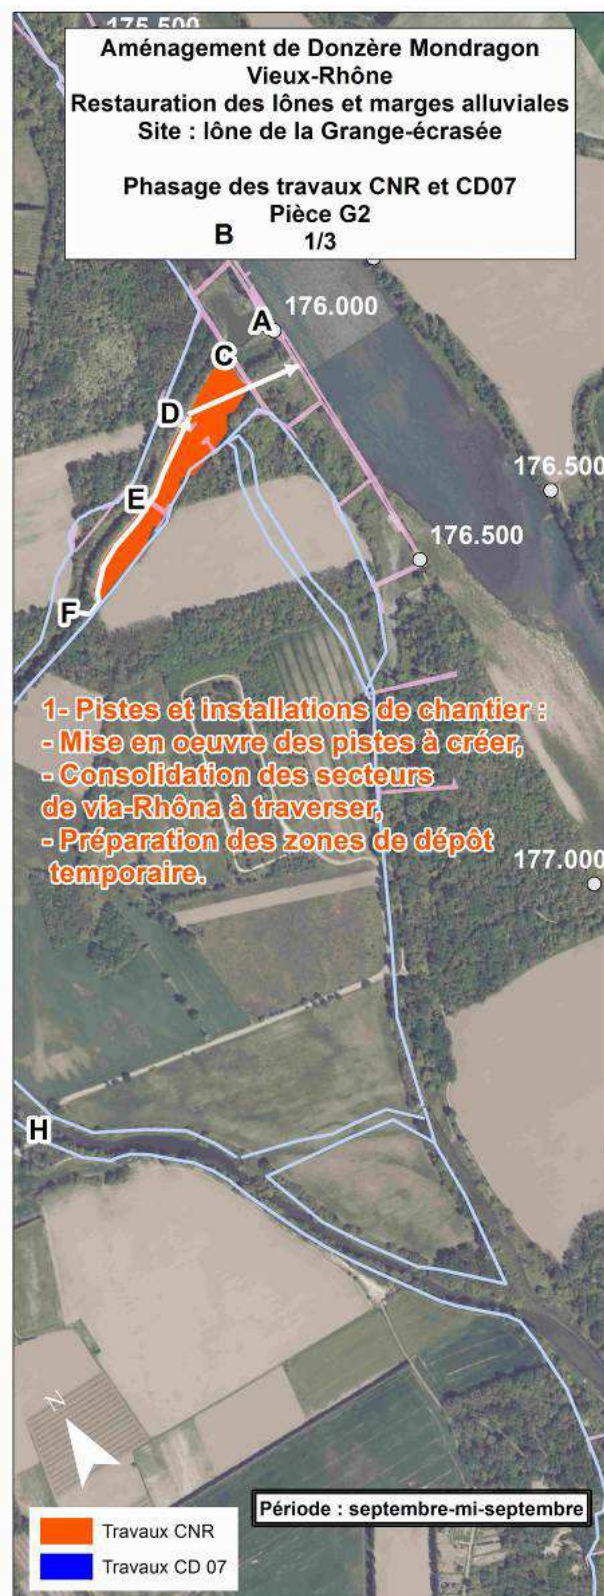 175.500
Aménagement de Donzère Mondragon
Vieux-Rhône
Restauration des lônes et marges alluviales
Site : lône de la Grange-écrasée
Phasage des travaux CNR et CD07
Pièce G2
1/3
B
176.000
A
C
D
176.500
E
176.500
F
1- Pistes et installations de chantier :
- Mise en oeuvre des pistes à créer,
- Consolidation des secteurs
de via-Rhôna à traverser,
- Préparation des zones de dépôt
temporaire.
177.000
H
N
Période : septembre-mi-septembre
Travaux CNR
Travaux CD 07